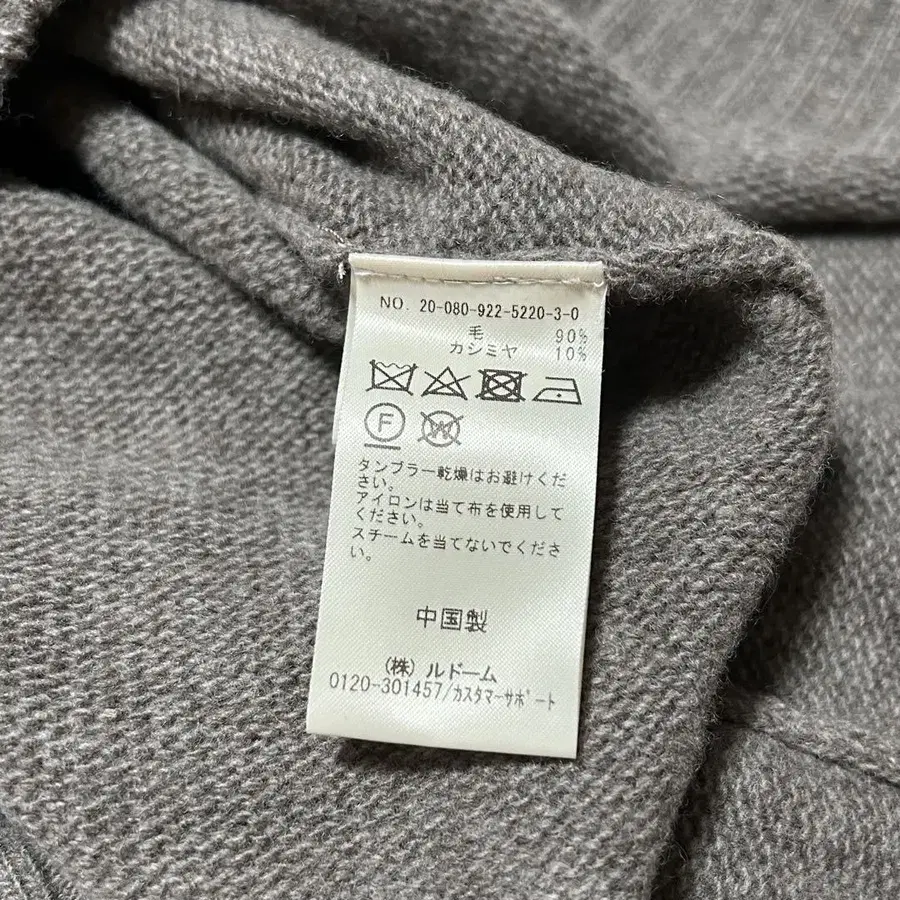 NO. 20-080-922-5220-3-0
毛 90%
カシミヤ 10%
F
W
タンブラー乾燥はお避けくだ
さい。
アイロンは当て布を使用して
ください。
スチームを当てないでくださ
い。
中国製
(株) ルドーム
0120-301457/カスタマーサポート